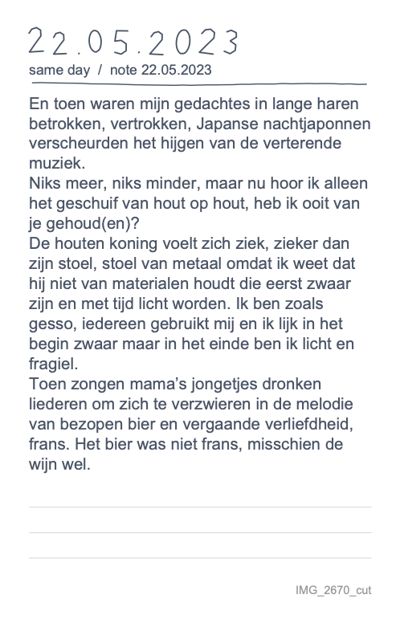 22.05.2023
same day / note 22.05.2023
En toen waren mijn gedachtes in lange haren
betrokken, vertrokken, Japanse nachtjaponnen
verscheurden het hijgen van de verterende
muziek.
Niks meer, niks minder, maar nu hoor ik alleen
het geschuif van hout op hout, heb ik ooit van
je gehoud(en)?
De houten koning voelt zich ziek, zieker dan
zijn stoel, stoel van metaal omdat ik weet dat
hij niet van materialen houdt die eerst zwaar
zijn en met tijd licht worden. Ik ben zoals
gesso, iedereen gebruikt mij en ik lijk in het
begin zwaar maar in het einde ben ik licht en
fragiel.
Toen zongen mama's jongetjes dronken
liederen om zich te verzwieren in de melodie
van bezopen bier en vergaande verliefdheid,
frans. Het bier was niet frans, misschien de
wijn wel.
IMG_2670_cut